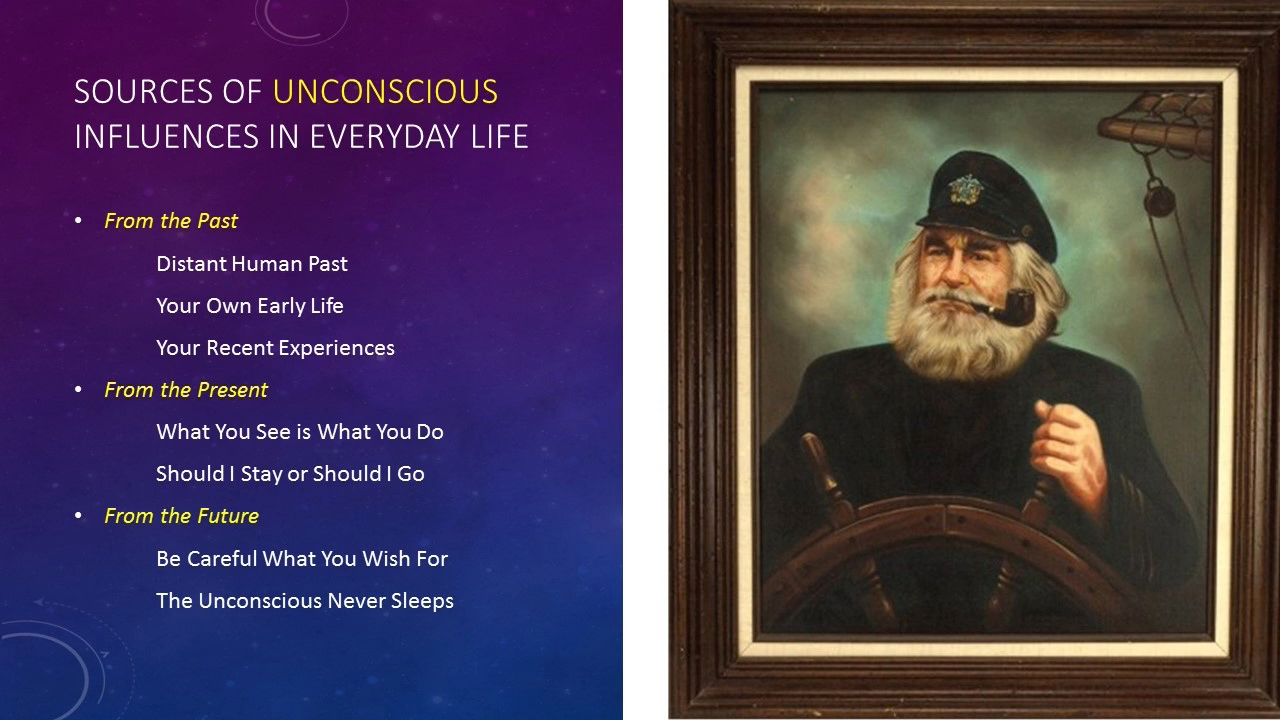 SOURCES OF UNCONSCIOUS
INFLUENCES IN EVERYDAY LIFE
• From the Past
Distant Human Past
Your Own Early Life
Your Recent Experiences
• From the Present
What You See is What You Do
Should I Stay or Should I Go
• From the Future
Be Careful What You Wish For
The Unconscious Never Sleeps